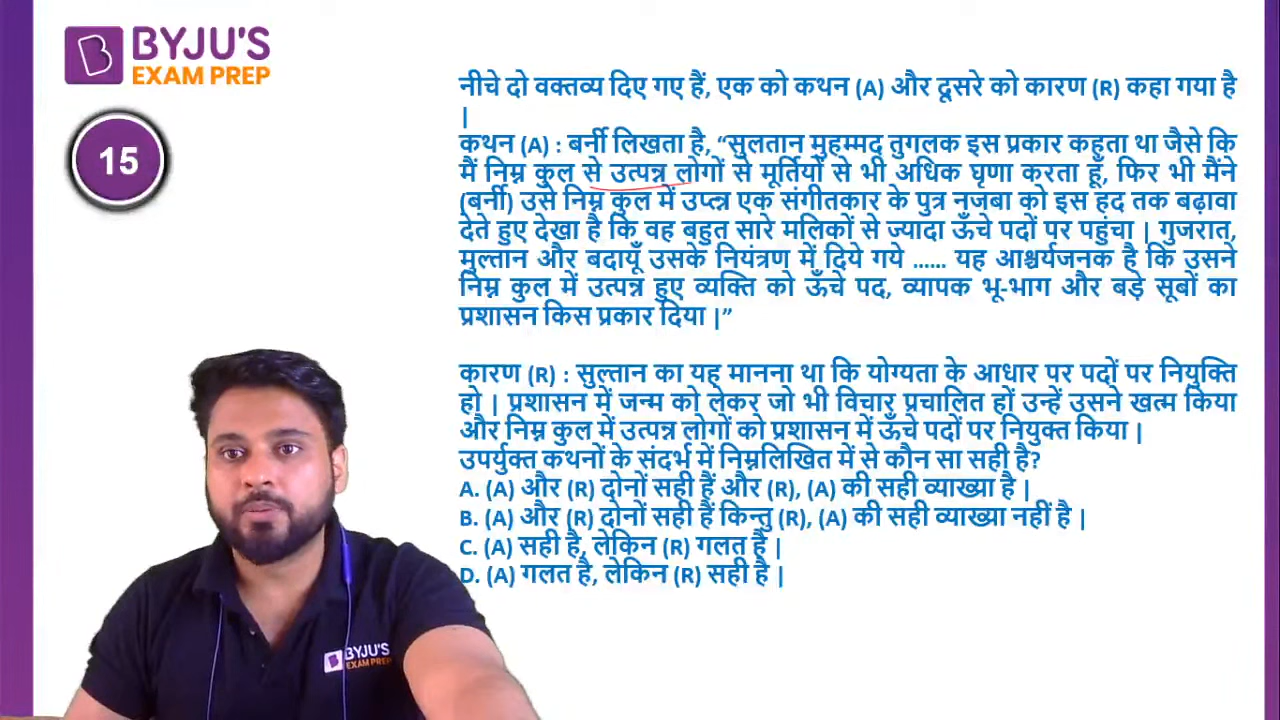 BYJU'S
EXAM PREP
15
नीचे दो वक्तव्य दिए गए हैं, एक को कथन (A) और दूसरे को कारण (R) कहा गया है
|
कथन (A) : बर्नी लिखता है, “सुलतान मुहम्मद तुगलक इस प्रकार कहता था जैसे कि
मैं निम्न कुल से उत्पन्न लोगों से मूर्तियों से भी अधिक घृणा करता हूँ, फिर भी मैंने
(बर्नी) उसे निम्न कुल में उप्त्न्न एक संगीतकार के पुत्र नजबा को इस हद तक बढ़ावा
देते हुए देखा है कि वह बहुत सारे मलिकों से ज्यादा ऊँचे पदों पर पहुंचा | गुजरात,
मुल्तान और बदायूँ उसके नियंत्रण में दिये गये ...... यह आश्चर्यजनक है कि उसने
निम्न कुल में उत्पन्न हुए व्यक्ति को ऊँचे पद, व्यापक भू-भाग और बड़े सूबों का
प्रशासन किस प्रकार दिया |”
कारण (R) : सुल्तान का यह मानना था कि योग्यता के आधार पर पदों पर नियुक्ति
हो | प्रशासन में जन्म को लेकर जो भी विचार प्रचालित हों उन्हें उसने खत्म किया
और निम्न कुल में उत्पन्न लोगों को प्रशासन में ऊँचे पदों पर नियुक्त किया |
उपर्युक्त कथनों के संदर्भ में निम्नलिखित में से कौन सा सही है?
A. (A) और (R) दोनों सही हैं और (R), (A) की सही व्याख्या है |
B. (A) और (R) दोनों सही हैं किन्तु (R), (A) की सही व्याख्या नहीं है |
C. (A) सही है, लेकिन (R) गलत है |
D. (A) गलत है, लेकिन (R) सही है |
BYJU'S
EXAM PREP